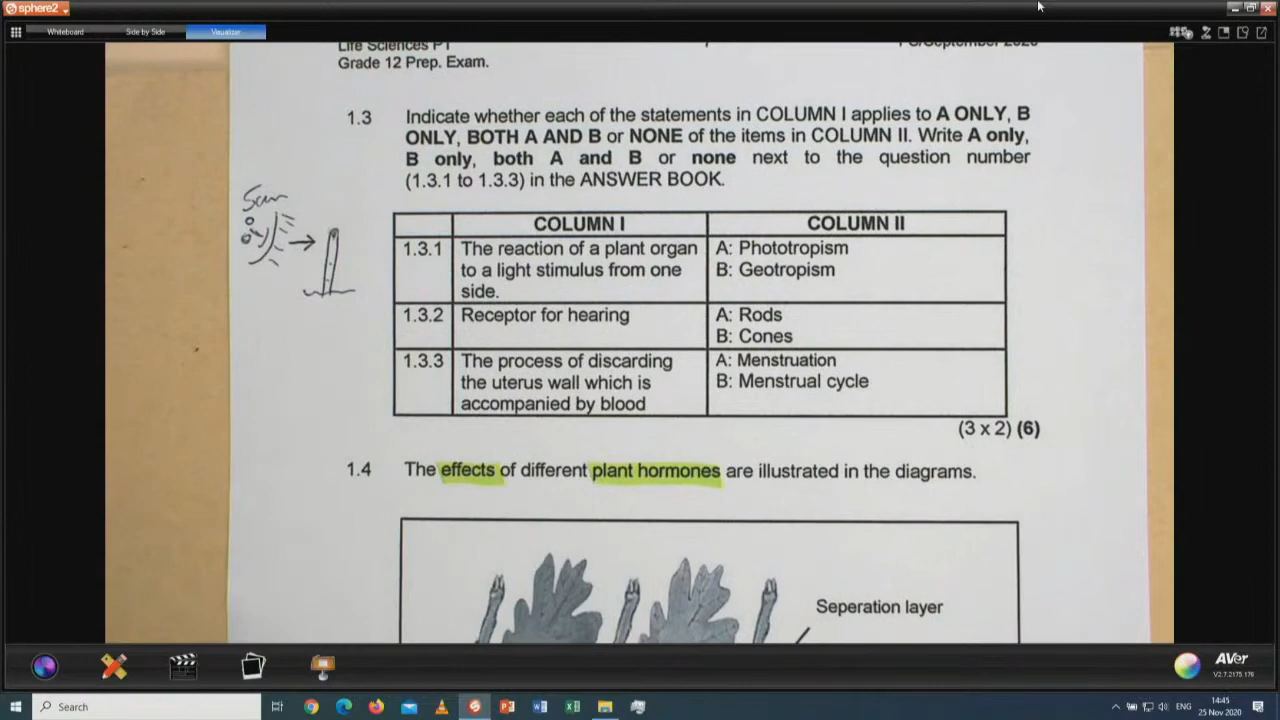 sphere2
Whiteboard Side by Side Visualizer
Life Sciences P1
Grade 12 Prep. Exam.
1.3 Indicate whether each of the statements in COLUMN I applies to A ONLY, B
ONLY, BOTH A AND B or NONE of the items in COLUMN II. Write A only,
B only, both A and B or none next to the question number
(1.3.1 to 1.3.3) in the ANSWER BOOK.
Sun
COLUMN I COLUMN II
1.3.1 The reaction of a plant organ A: Phototropism
to a light stimulus from one B: Geotropism
side.
1.3.2 Receptor for hearing A: Rods
B: Cones
1.3.3 The process of discarding A: Menstruation
the uterus wall which is B: Menstrual cycle
accompanied by blood
(3 x 2) (6)
1.4 The effects of different plant hormones are illustrated in the diagrams.
Seperation layer
AVer
V2.7.2175.178
Search
ENG
14:45
25 Nov 2020